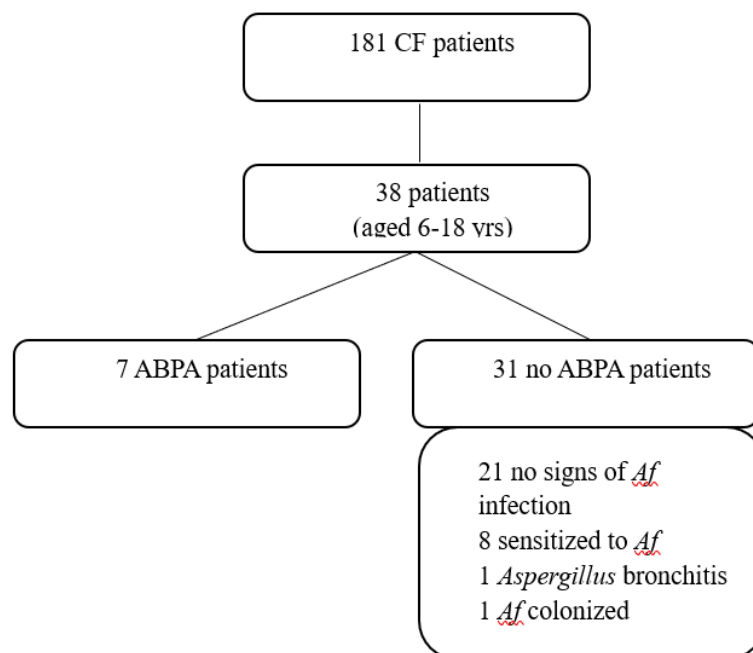 181 CF patients
38 patients
(aged 6-18 yrs)
7 ABPA patients
31 no ABPA patients
21 no signs of Af
infection
8 sensitized to Af
1 Aspergillus bronchitis
1 Af colonized